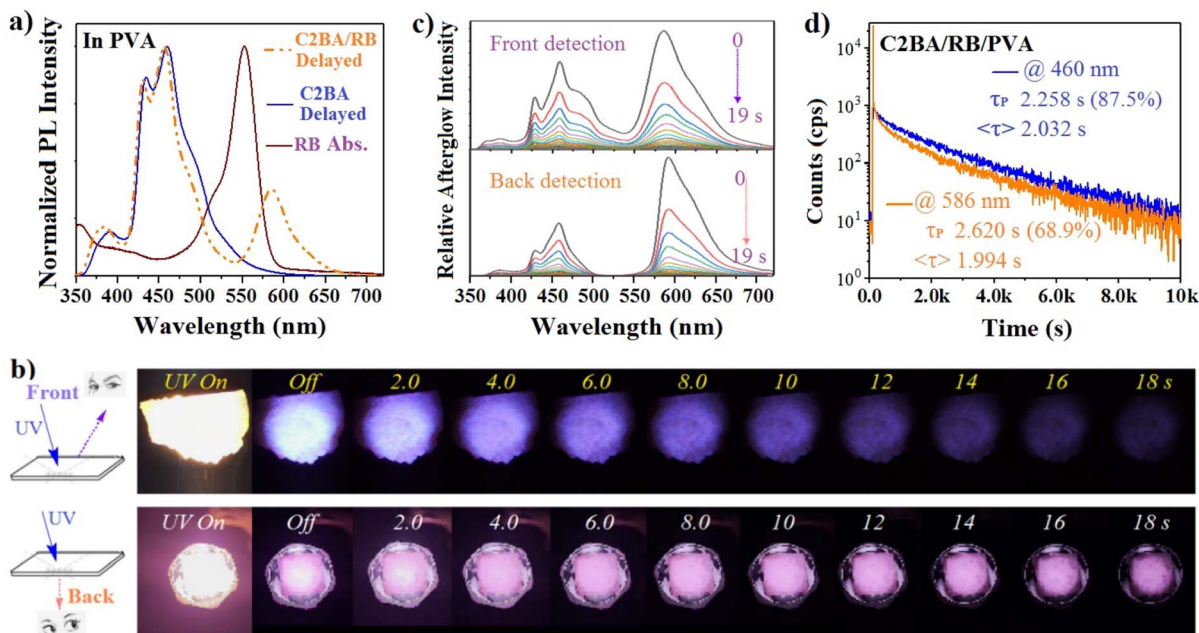 a)
In PVA
C2BA/RB
Delayed
C2BA
Delayed
RB Abs.
Normalized PL Intensity
350 400 450 500 550 600 650 700
Wavelength (nm)
c)
Front detection
0
19 s
Back detection
0
19 s
Relative Afterglow Intensity
350 400 450 500 550 600 650 700
Wavelength (nm)
d)
C2BA/RB/PVA
@ 460 nm
τP 2.258 s (87.5%)
<τ> 2.032 s
@ 586 nm
τP 2.620 s (68.9%)
<τ> 1.994 s
Counts (cps)
10⁴
10³
10²
10¹
10⁰
0.0 2.0k 4.0k 6.0k 8.0k 10k
Time (s)
b)
Front
UV
UV On Off 2.0 4.0 6.0 8.0 10 12 14 16 18 s
UV
Back
UV On Off 2.0 4.0 6.0 8.0 10 12 14 16 18 s